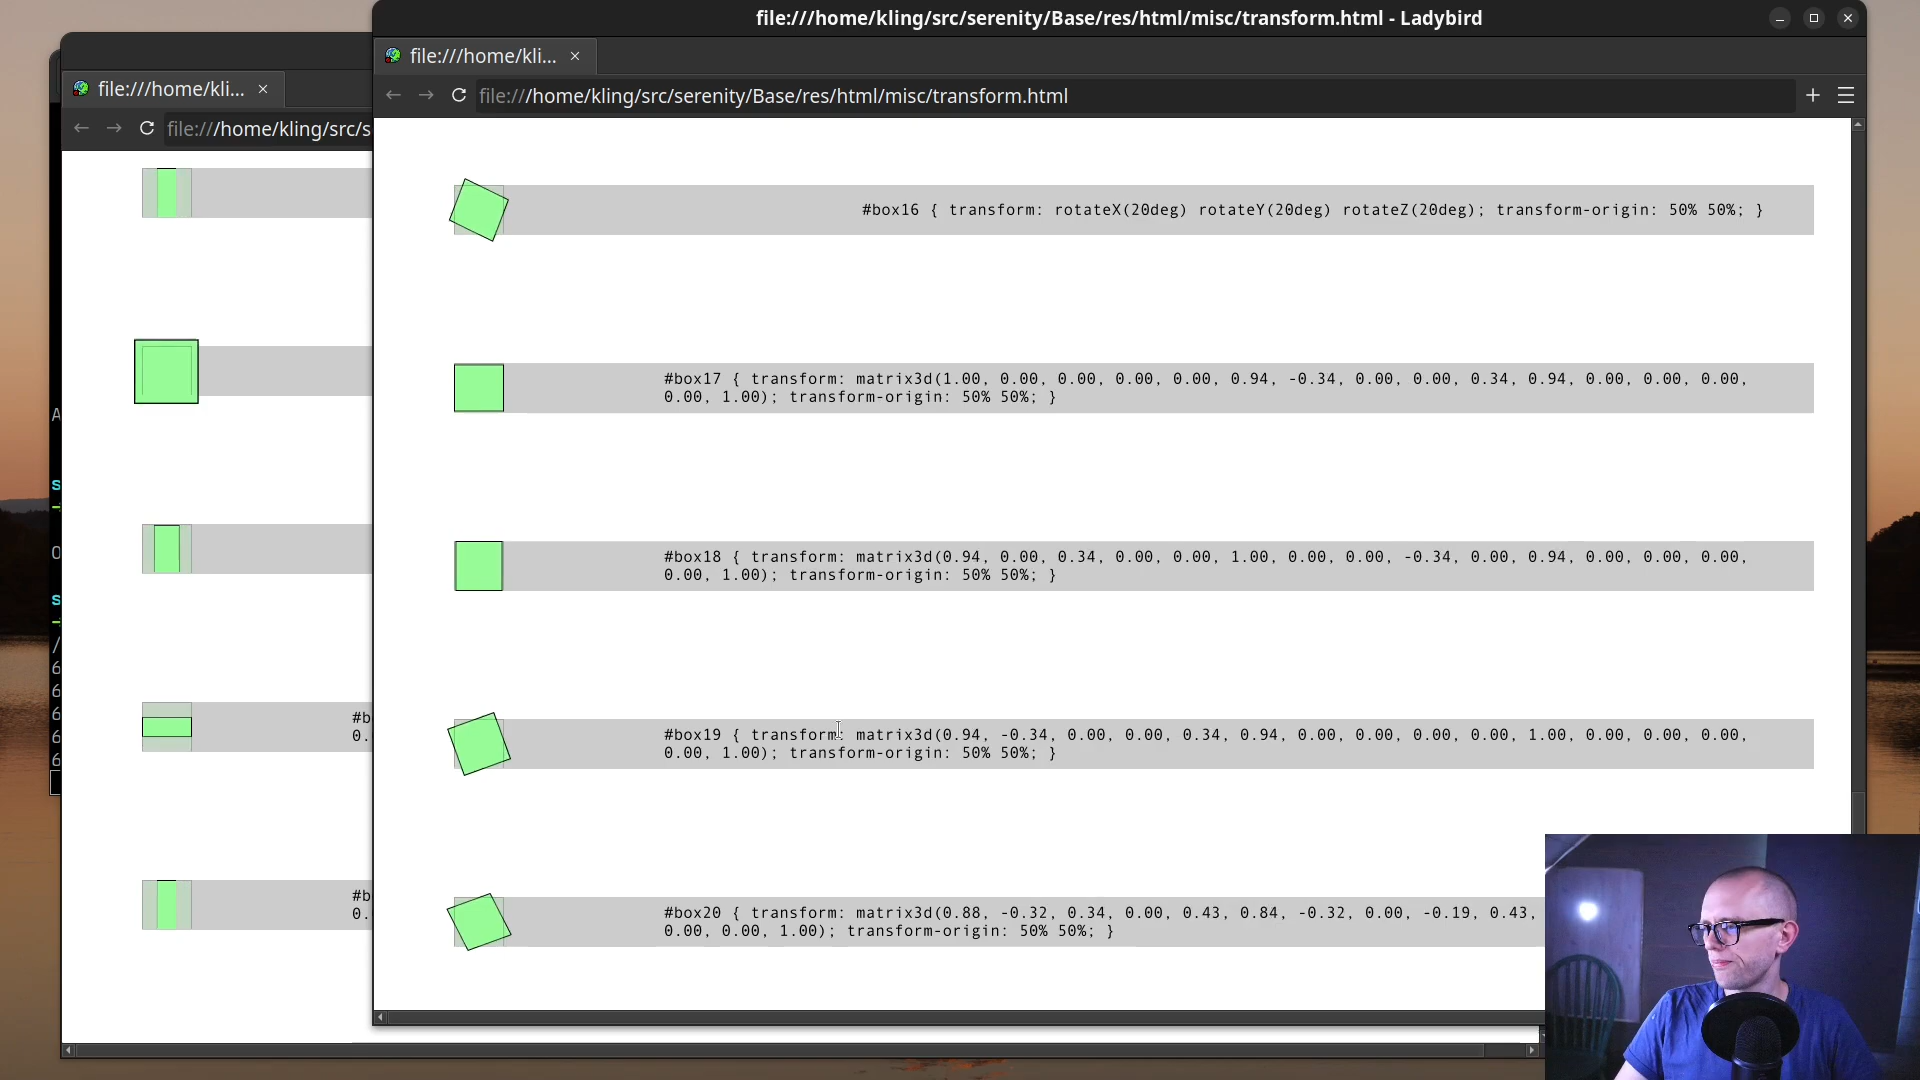 file:///home/kling/src/serenity/Base/res/html/misc/transform.html - Ladybird
file:///home/kli...
file:///home/kling/src/serenity/Base/res/html/misc/transform.html
#box16 { transform: rotateX(20deg) rotateY(20deg) rotateZ(20deg); transform-origin: 50% 50%; }
#box17 { transform: matrix3d(1.00, 0.00, 0.00, 0.00, 0.00, 0.94, -0.34, 0.00, 0.00, 0.34, 0.94, 0.00, 0.00, 0.00,
0.00, 1.00); transform-origin: 50% 50%; }
#box18 { transform: matrix3d(0.94, 0.00, 0.34, 0.00, 0.00, 1.00, 0.00, 0.00, -0.34, 0.00, 0.94, 0.00, 0.00, 0.00,
0.00, 1.00); transform-origin: 50% 50%; }
#box19 { transform: matrix3d(0.94, -0.34, 0.00, 0.00, 0.34, 0.94, 0.00, 0.00, 0.00, 0.00, 1.00, 0.00, 0.00, 0.00,
0.00, 1.00); transform-origin: 50% 50%; }
#box20 { transform: matrix3d(0.88, -0.32, 0.34, 0.00, 0.43, 0.84, -0.32, 0.00, -0.19, 0.43,
0.00, 0.00, 1.00); transform-origin: 50% 50%; }
file:///home/kli...
file:///home/kling/src/s
#b
0.
#b
0.
A
s
O
s
/
6
6
6
6
6